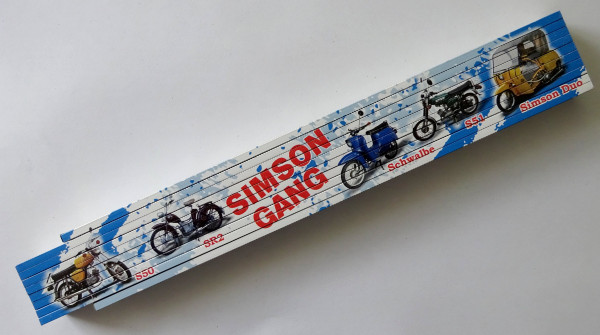 S50
SR2
SIMSON
GANG
Schwalbe
S51
Simson Duo